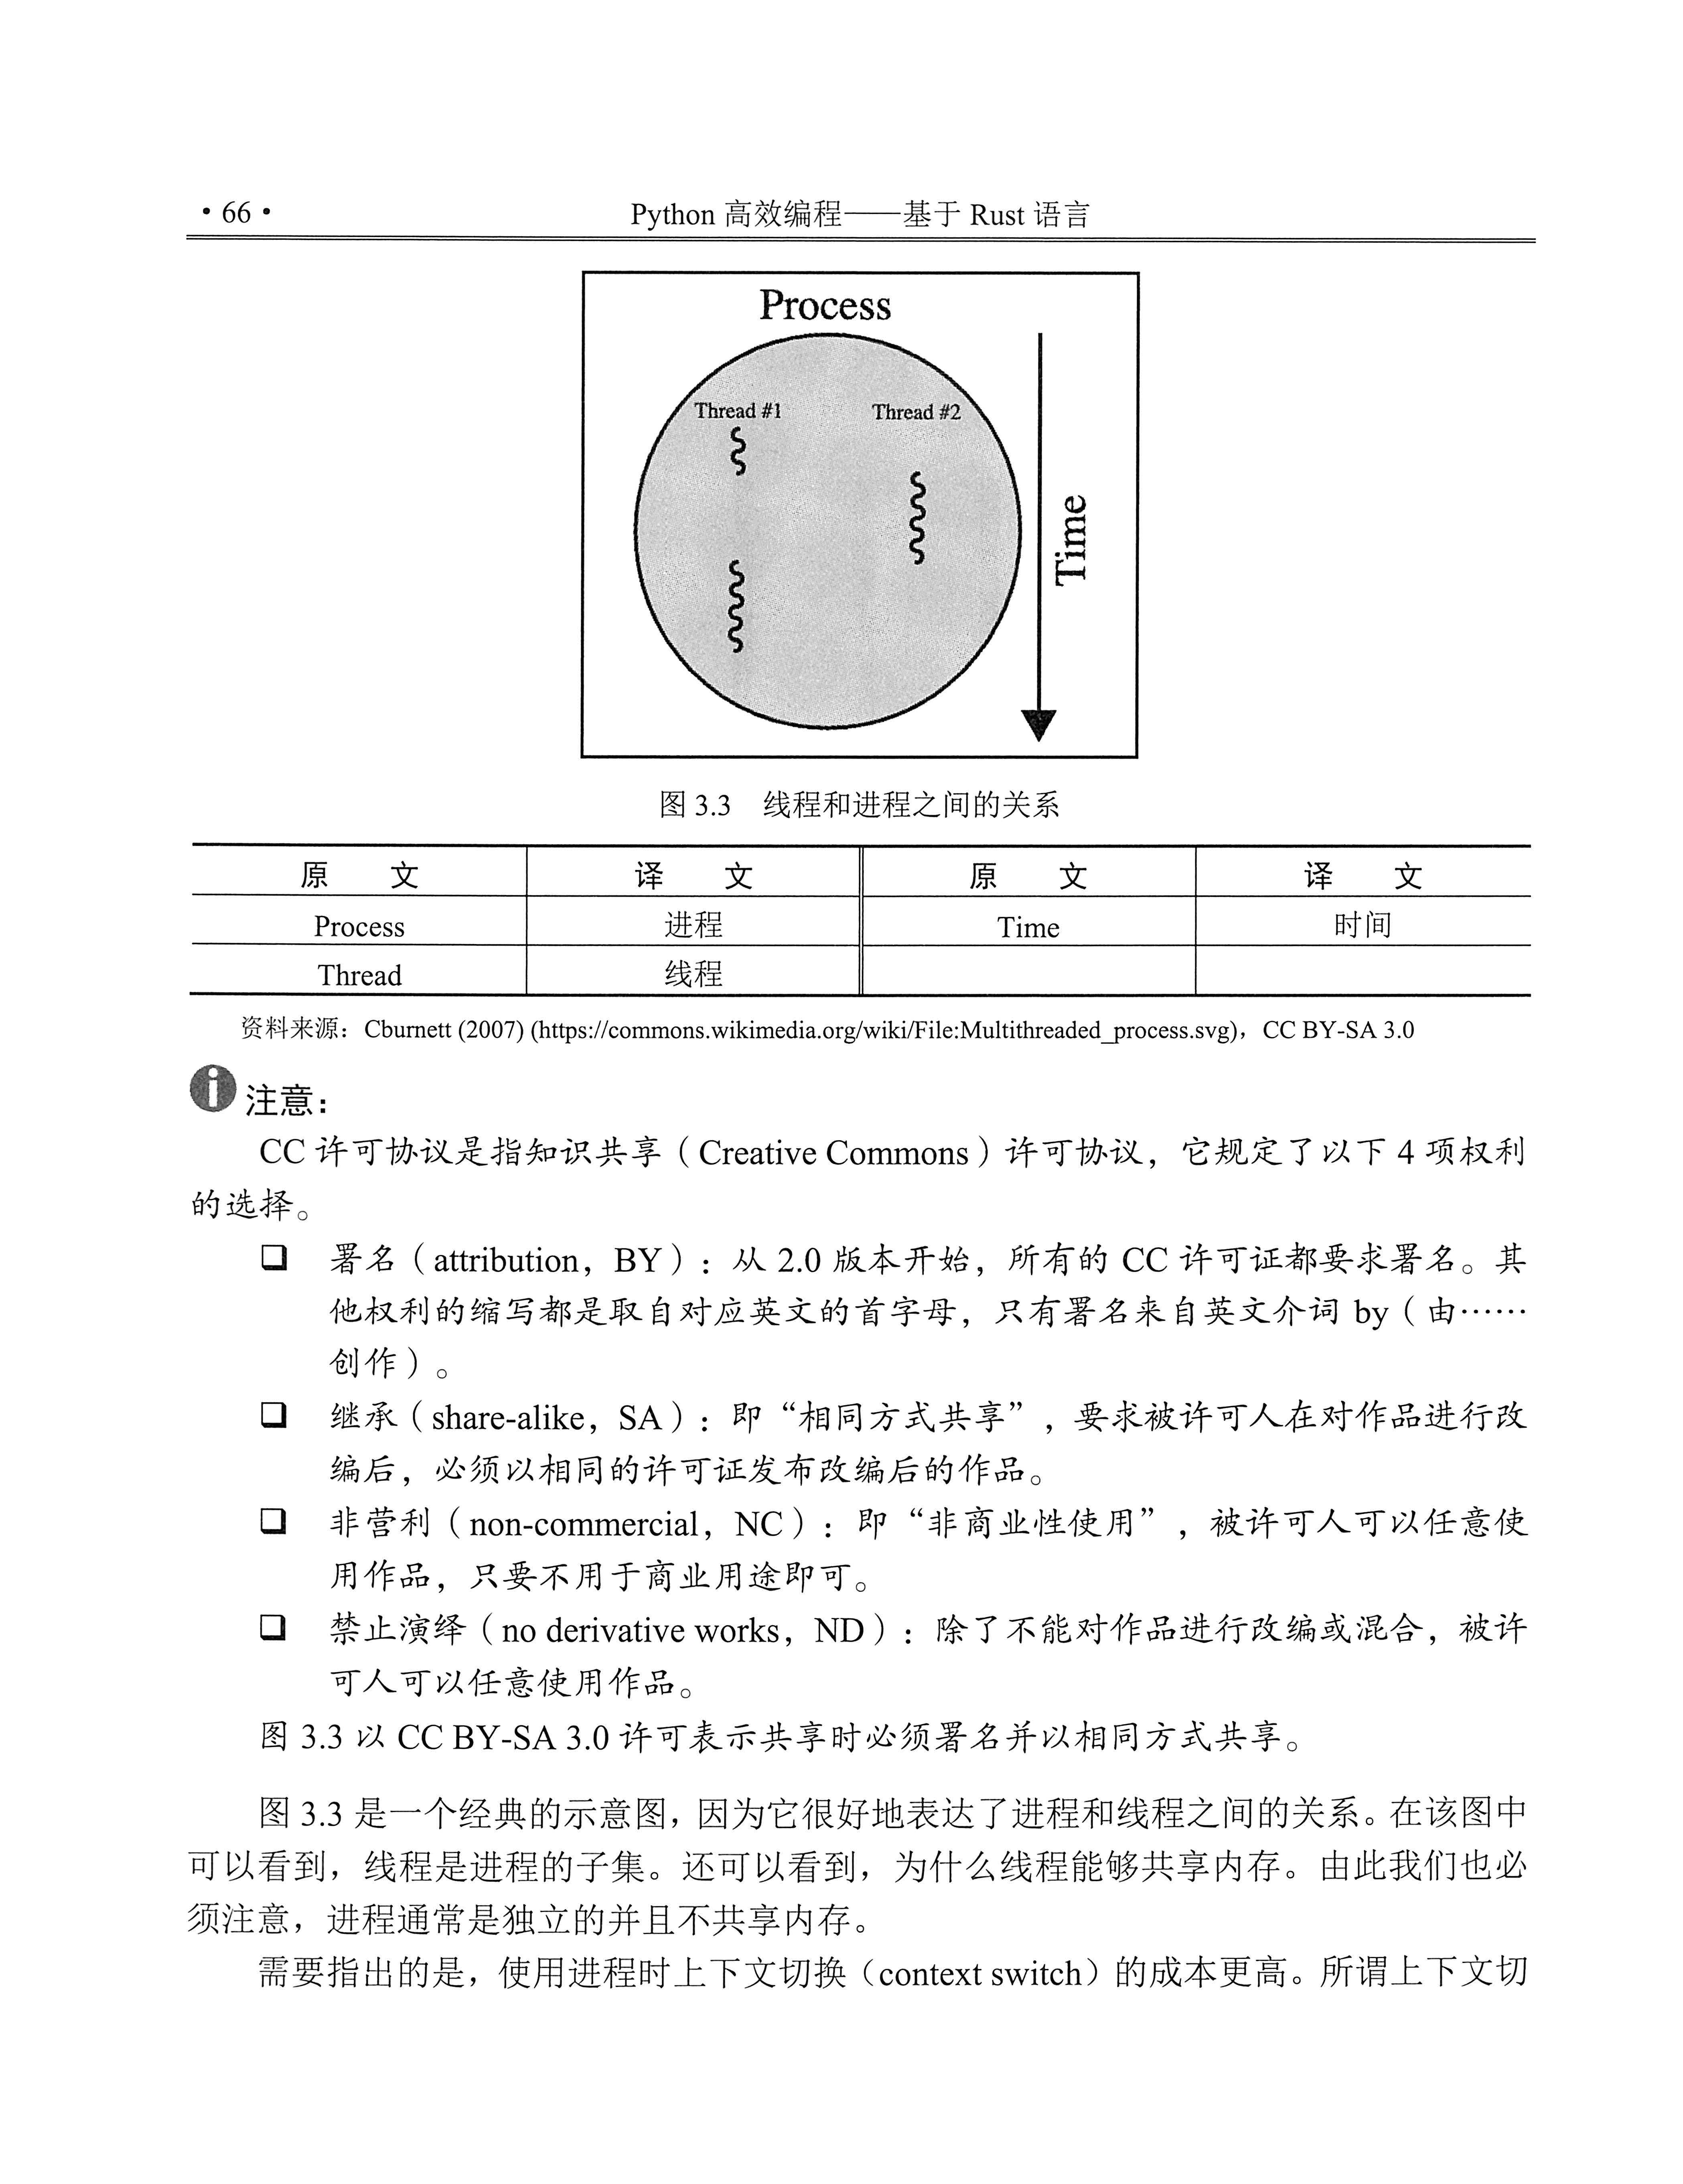 • 66 •
Python 高效编程——基于 Rust 语言
Process
Thread #1
Thread #2
Time
图 3.3 线程和进程之间的关系
原 文 译 文 原 文 译 文
Process 进程 Time 时间
Thread 线程
资料来源：Cburnett (2007) (https://commons.wikimedia.org/wiki/File:Multithreaded_process.svg)，CC BY-SA 3.0
注意：
CC 许可协议是指知识共享（Creative Commons）许可协议，它规定了以下 4 项权利
的选择。
❑ 署名（attribution，BY）：从 2.0 版本开始，所有的 CC 许可证都要求署名。其
他权利的缩写都是取自对应英文的首字母，只有署名来自英文介词 by（由……
创作）。
❑ 继承（share-alike，SA）：即“相同方式共享”，要求被许可人在对作品进行改
编后，必须以相同的许可证发布改编后的作品。
❑ 非营利（non-commercial，NC）：即“非商业性使用”，被许可人可以任意使
用作品，只要不用于商业用途即可。
❑ 禁止演绎（no derivative works，ND）：除了不能对作品进行改编或混合，被许
可人可以任意使用作品。
图 3.3 以 CC BY-SA 3.0 许可表示共享时必须署名并以相同方式共享。
图 3.3 是一个经典的示意图，因为它很好地表达了进程和线程之间的关系。在该图中
可以看到，线程是进程的子集。还可以看到，为什么线程能够共享内存。由此我们也必
须注意，进程通常是独立的并且不共享内存。
需要指出的是，使用进程时上下文切换（context switch）的成本更高。所谓上下文切